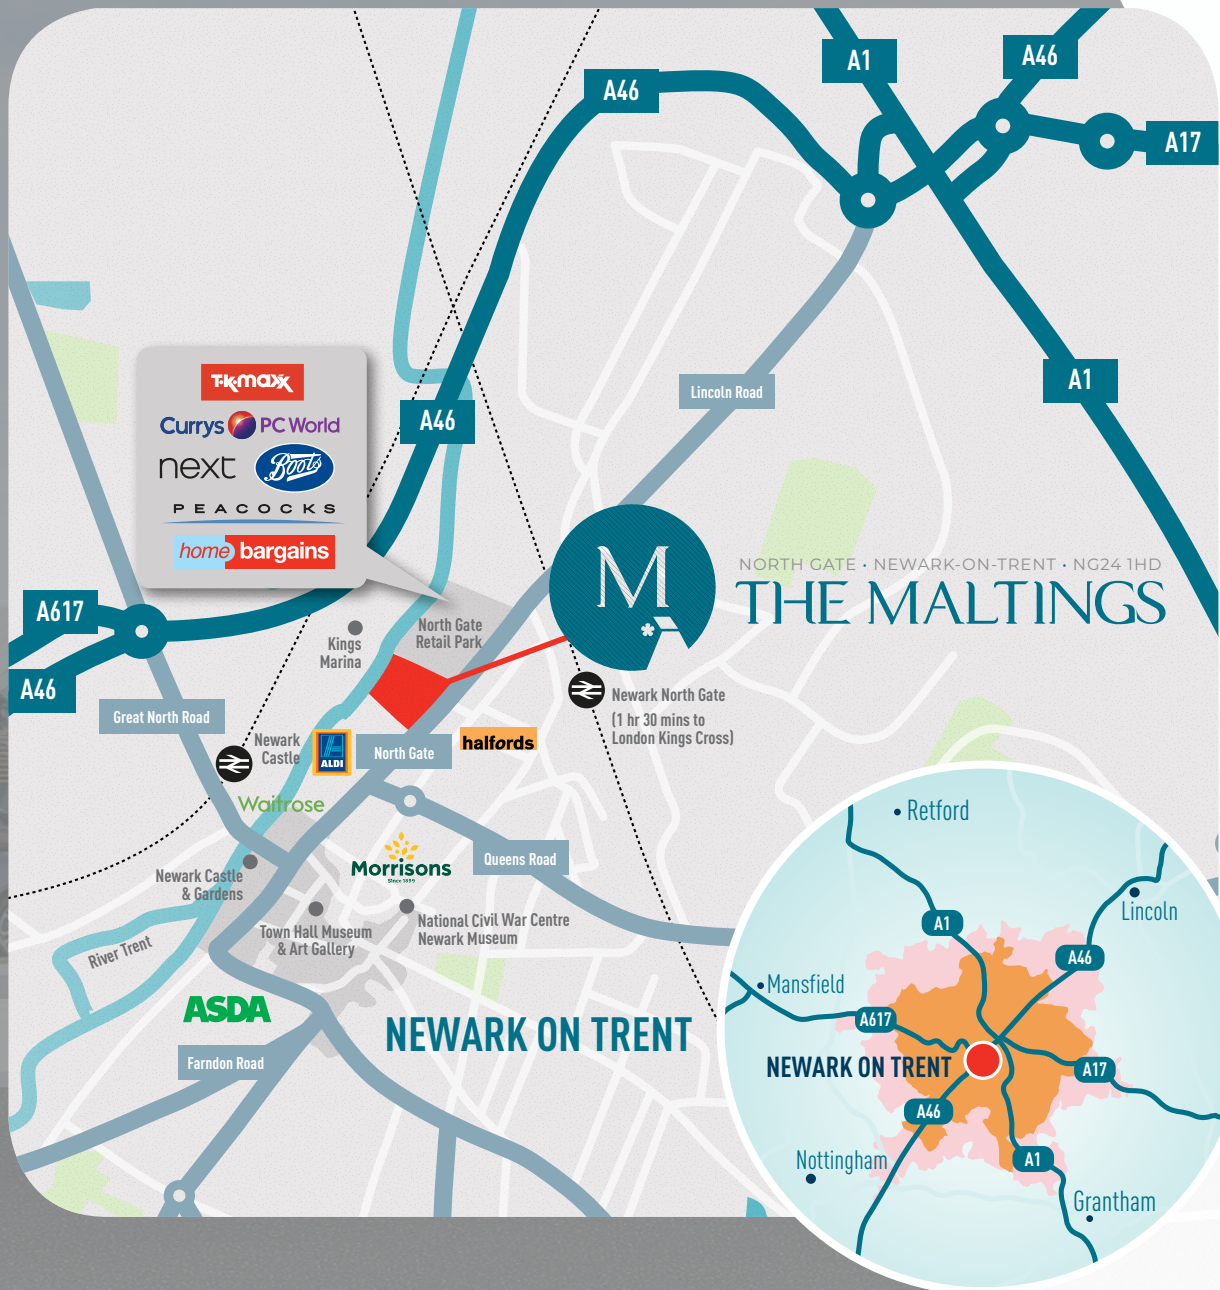 A1
A46
A46
A17
A1
Lincoln Road
T·K·maxx
Currys PC World
next
Boots
PEACOCKS
home bargains
A46
NORTH GATE · NEWARK-ON-TRENT · NG24 1HD
M
THE MALTINGS
A617
A46
Kings
Marina
North Gate
Retail Park
Great North Road
Newark North Gate
(1 hr 30 mins to
London Kings Cross)
Newark
Castle
ALDI
North Gate
halfords
Waitrose
Morrisons
Since 1899
Queens Road
Newark Castle
& Gardens
Town Hall Museum
& Art Gallery
National Civil War Centre
Newark Museum
River Trent
ASDA
NEWARK ON TRENT
Farndon Road
Retford
Lincoln
A1
A46
Mansfield
A617
NEWARK ON TRENT
A17
A46
Nottingham
A1
Grantham